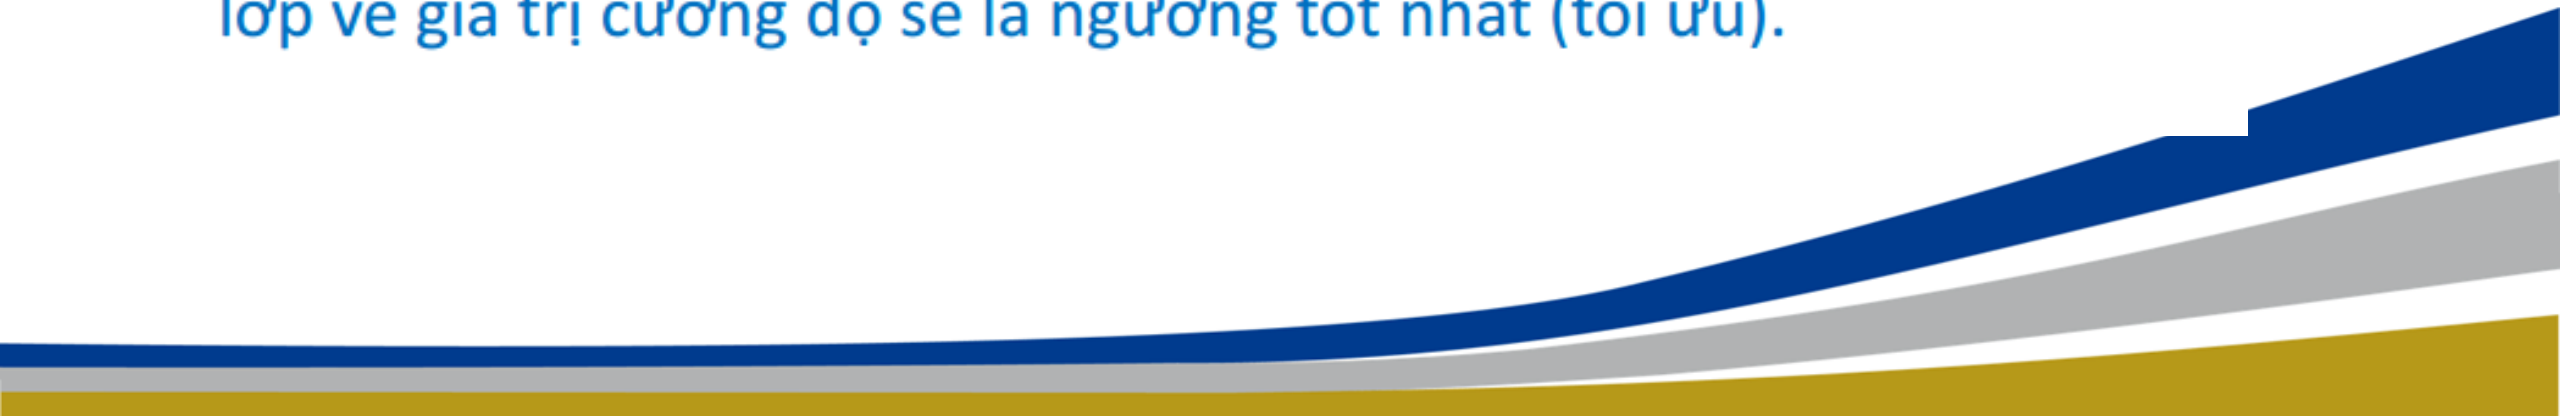 lớp về giá trị cường độ sẽ là ngưỡng tốt nhất (tối ưu).